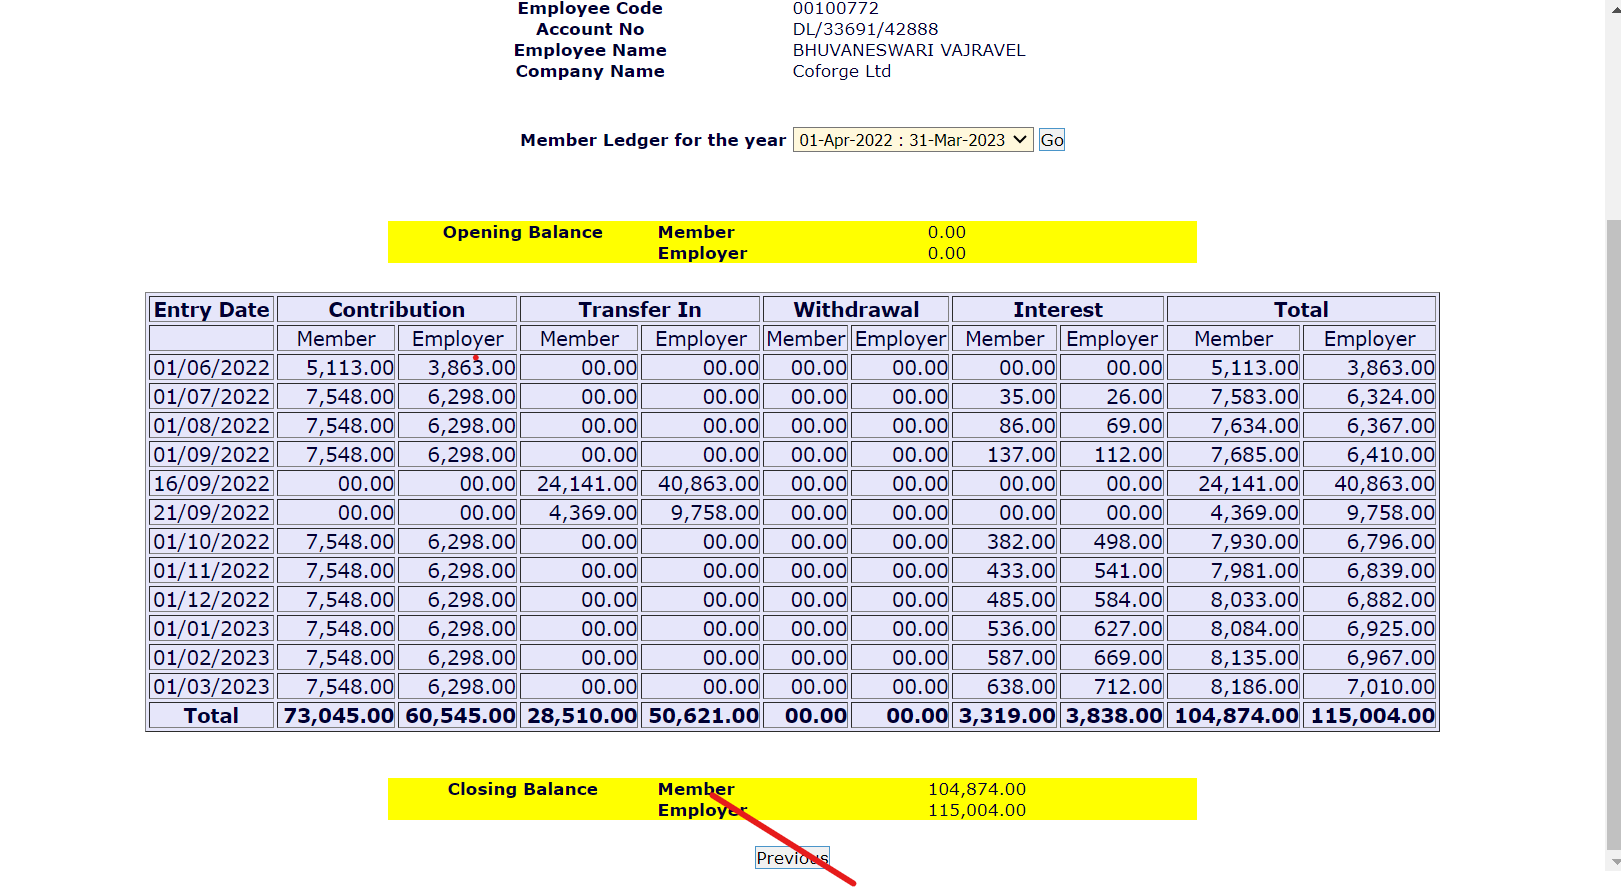 Employee Code 00100772
Account No DL/33691/42888
Employee Name BHUVANESWARI VAJRAVEL
Company Name Coforge Ltd
Member Ledger for the year 01-Apr-2022 : 31-Mar-2023 Go
Opening Balance Member 0.00
Employer 0.00
Entry Date Contribution Transfer In Withdrawal Interest Total
Member Employer Member Employer Member Employer Member Employer Member Employer
01/06/2022 5,113.00 3,863.00 00.00 00.00 00.00 00.00 00.00 00.00 5,113.00 3,863.00
01/07/2022 7,548.00 6,298.00 00.00 00.00 00.00 00.00 35.00 26.00 7,583.00 6,324.00
01/08/2022 7,548.00 6,298.00 00.00 00.00 00.00 00.00 86.00 69.00 7,634.00 6,367.00
01/09/2022 7,548.00 6,298.00 00.00 00.00 00.00 00.00 137.00 112.00 7,685.00 6,410.00
16/09/2022 00.00 00.00 24,141.00 40,863.00 00.00 00.00 00.00 00.00 24,141.00 40,863.00
21/09/2022 00.00 00.00 4,369.00 9,758.00 00.00 00.00 00.00 00.00 4,369.00 9,758.00
01/10/2022 7,548.00 6,298.00 00.00 00.00 00.00 00.00 382.00 498.00 7,930.00 6,796.00
01/11/2022 7,548.00 6,298.00 00.00 00.00 00.00 00.00 433.00 541.00 7,981.00 6,839.00
01/12/2022 7,548.00 6,298.00 00.00 00.00 00.00 00.00 485.00 584.00 8,033.00 6,882.00
01/01/2023 7,548.00 6,298.00 00.00 00.00 00.00 00.00 536.00 627.00 8,084.00 6,925.00
01/02/2023 7,548.00 6,298.00 00.00 00.00 00.00 00.00 587.00 669.00 8,135.00 6,967.00
01/03/2023 7,548.00 6,298.00 00.00 00.00 00.00 00.00 638.00 712.00 8,186.00 7,010.00
Total 73,045.00 60,545.00 28,510.00 50,621.00 00.00 00.00 3,319.00 3,838.00 104,874.00 115,004.00
Closing Balance Member 104,874.00
Employer 115,004.00
Previous